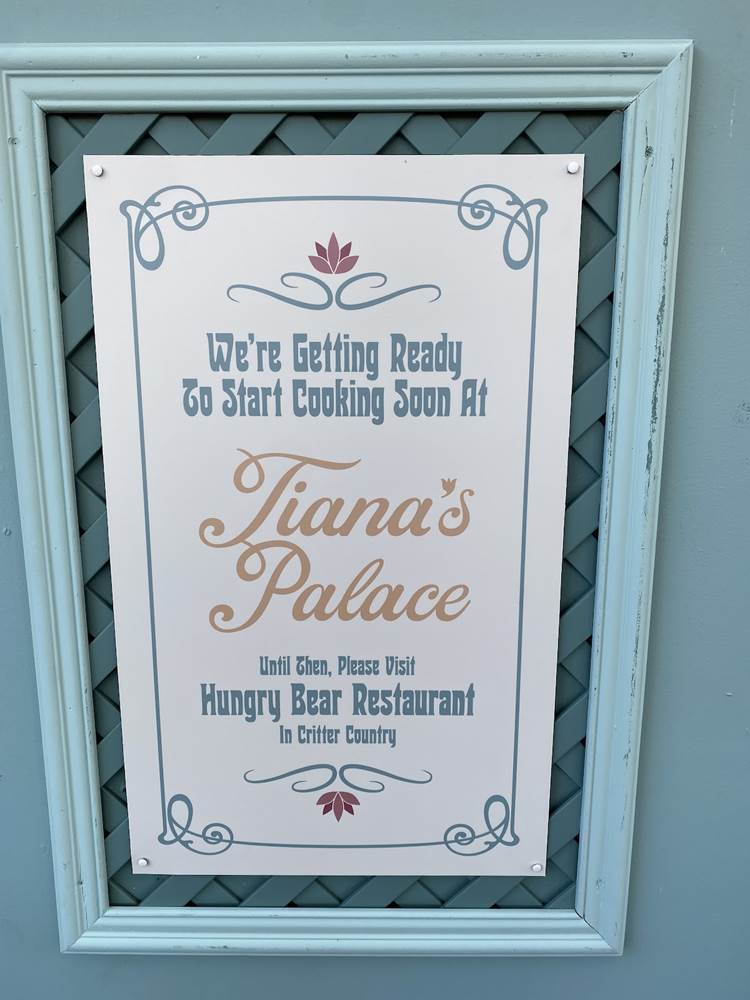 We're Getting Ready
To Start Cooking Soon At
Tiana's
Palace
Until Then, Please Visit
Hungry Bear Restaurant
In Critter Country